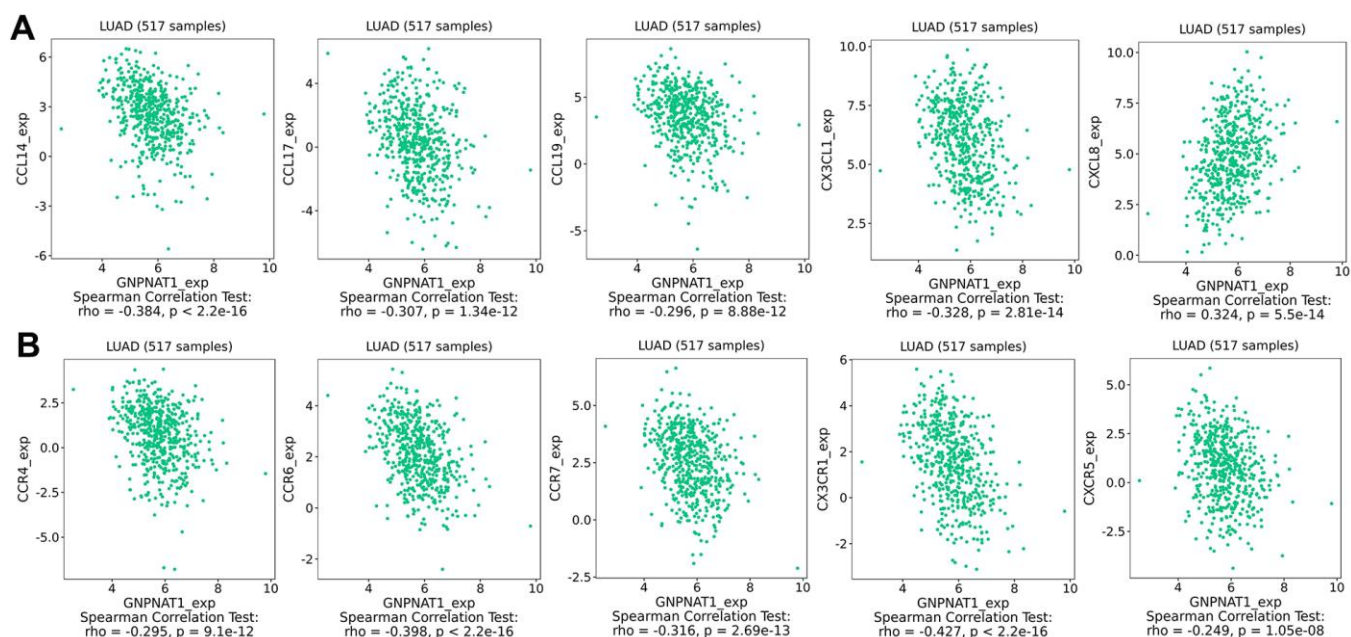 A
LUAD (517 samples)
CCL14_exp
6
3
0
-3
-6
4 6 8 10
GNPNAT1_exp
Spearman Correlation Test:
rho = -0.384, p < 2.2e-16
LUAD (517 samples)
CCL17_exp
4
0
-4
4 6 8 10
GNPNAT1_exp
Spearman Correlation Test:
rho = -0.307, p = 1.34e-12
LUAD (517 samples)
CCL19_exp
5
0
-5
4 6 8 10
GNPNAT1_exp
Spearman Correlation Test:
rho = -0.296, p = 8.88e-12
LUAD (517 samples)
CX3CL1_exp
10.0
7.5
5.0
2.5
4 6 8 10
GNPNAT1_exp
Spearman Correlation Test:
rho = -0.328, p = 2.81e-14
LUAD (517 samples)
CXCL8_exp
10.0
7.5
5.0
2.5
0.0
4 6 8 10
GNPNAT1_exp
Spearman Correlation Test:
rho = 0.324, p = 5.5e-14
B
LUAD (517 samples)
CCR4_exp
2.5
0.0
-2.5
-5.0
4 6 8 10
GNPNAT1_exp
Spearman Correlation Test:
rho = -0.295, p = 9.1e-12
LUAD (517 samples)
CCR6_exp
4
2
0
-2
4 6 8 10
GNPNAT1_exp
Spearman Correlation Test:
rho = -0.398, p < 2.2e-16
LUAD (517 samples)
CCR7_exp
5.0
2.5
0.0
-2.5
4 6 8 10
GNPNAT1_exp
Spearman Correlation Test:
rho = -0.316, p = 2.69e-13
LUAD (517 samples)
CX3CR1_exp
6
4
2
0
-2
4 6 8 10
GNPNAT1_exp
Spearman Correlation Test:
rho = -0.427, p < 2.2e-16
LUAD (517 samples)
CXCR5_exp
5.0
2.5
0.0
-2.5
4 6 8 10
GNPNAT1_exp
Spearman Correlation Test:
rho = -0.249, p = 1.05e-08